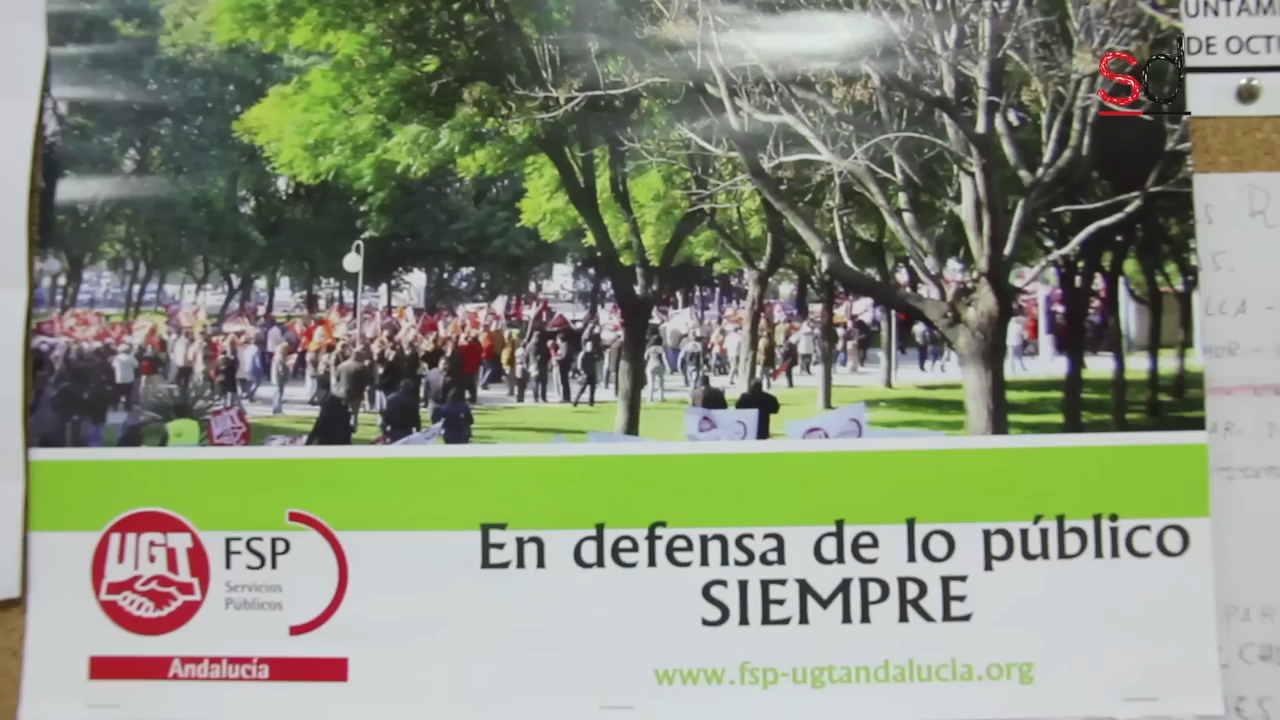 UNTAM
DE OCTU
sd
En defensa de lo público
SIEMPRE
www.fsp-ugtandalucia.org
UGT
FSP
Servicios
Públicos
Andalucía